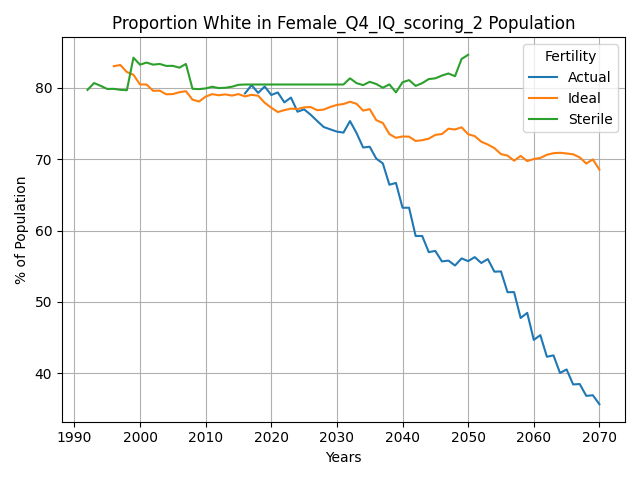 Proportion White in Female_Q4_IQ_scoring_2 Population
Fertility
Actual
Ideal
Sterile
% of Population
80
70
60
50
40
1990 2000 2010 2020 2030 2040 2050 2060 2070
Years